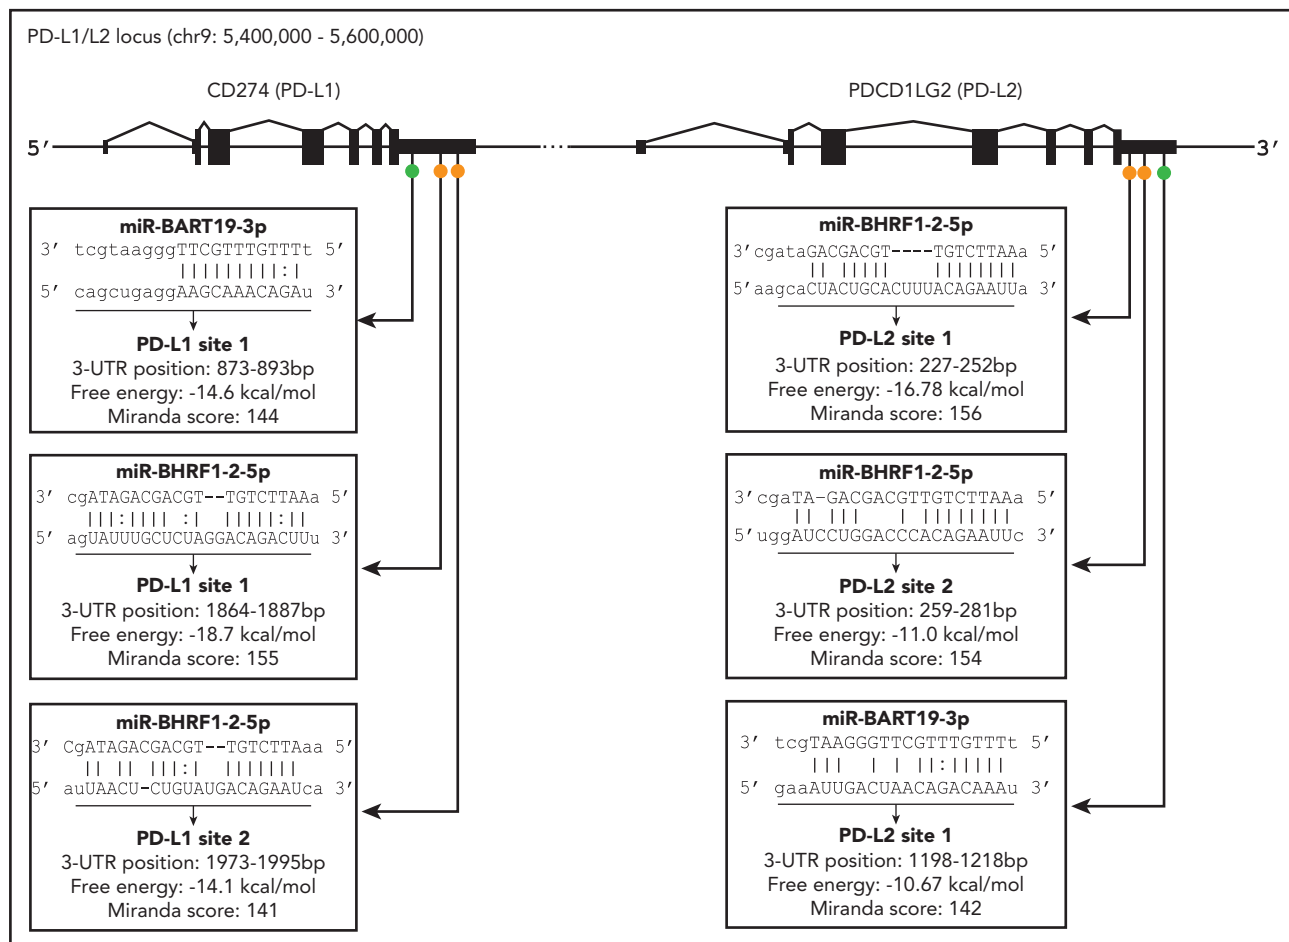 PD-L1/L2 locus (chr9: 5,400,000 - 5,600,000)
CD274 (PD-L1)
PDCD1LG2 (PD-L2)
5′ ... 3′
miR-BART19-3p
3′ tcgtaagggTTCGTTTGTTTt 5′
|||||||||:|
5′ cagcugaggAAGCAAACAGAu 3′
PD-L1 site 1
3-UTR position: 873-893bp
Free energy: -14.6 kcal/mol
Miranda score: 144
miR-BHRF1-2-5p
3′ cgATAGACGACGT--TGTCTTAAa 5′
|||:|||| :| |||||:||
5′ agUAUUUGCUCUAGGACAGACUUu 3′
PD-L1 site 1
3-UTR position: 1864-1887bp
Free energy: -18.7 kcal/mol
Miranda score: 155
miR-BHRF1-2-5p
3′ CgATAGACGACGT--TGTCTTAaa 5′
|| || |||:| |||||||
5′ auUAACU-CUGUAUGACAGAAUca 3′
PD-L1 site 2
3-UTR position: 1973-1995bp
Free energy: -14.1 kcal/mol
Miranda score: 141
miR-BHRF1-2-5p
3′cgataGACGACGT----TGTCTTAAa 5′
|| ||||| ||||||||
5′aagcaCUACUGCACUUUACAGAAUUa 3′
PD-L2 site 1
3-UTR position: 227-252bp
Free energy: -16.78 kcal/mol
Miranda score: 156
miR-BHRF1-2-5p
3′cgaTA-GACGACGTTGTCTTAAa 5′
|| ||| | ||||||||
5′uggAUCCUGGACCCACAGAAUUc 3′
PD-L2 site 2
3-UTR position: 259-281bp
Free energy: -11.0 kcal/mol
Miranda score: 154
miR-BART19-3p
3′ tcgTAAGGGTTCGTTTGTTTt 5′
||| | | ||:|||||
5′ gaaAUUGACUAACAGACAAAu 3′
PD-L2 site 1
3-UTR position: 1198-1218bp
Free energy: -10.67 kcal/mol
Miranda score: 142